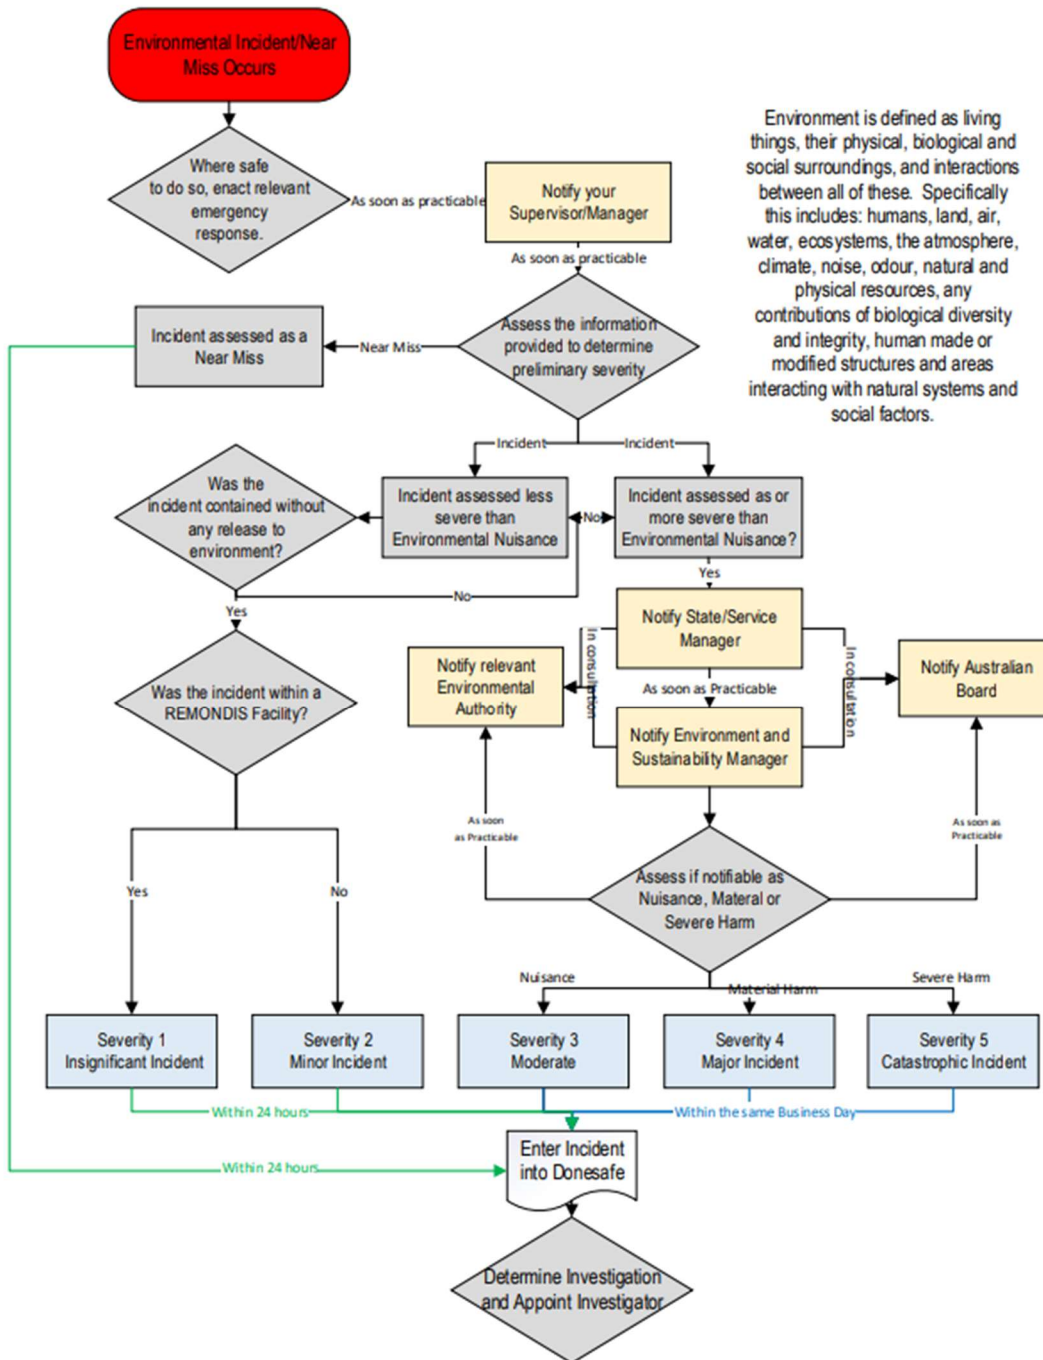 Environmental Incident/Near
Miss Occurs
Where safe
to do so, enact relevant
emergency
response.
As soon as practicable
Notify your
Supervisor/Manager
Environment is defined as living
things, their physical, biological and
social surroundings, and interactions
between all of these. Specifically
this includes: humans, land, air,
water, ecosystems, the atmosphere,
climate, noise, odour, natural and
physical resources, any
contributions of biological diversity
and integrity, human made or
modified structures and areas
interacting with natural systems and
social factors.
As soon as practicable
Incident assessed as a
Near Miss
Near Miss
Assess the information
provided to determine
preliminary severity
Incident
Incident
Was the
incident contained without
any release to
environment?
Incident assessed less
severe than
Environmental Nuisance
No
Incident assessed as or
more severe than
Environmental Nuisance?
Yes
No
Yes
Notify State/Service
Manager
In consultation
In consultation
Was the incident within a
REMONDIS Facility?
Notify relevant
Environmental
Authority
As soon as Practicable
Notify Australian
Board
Notify Environment and
Sustainability Manager
As soon
as Practicable
As soon as
Practicable
Assess if notifiable as
Nuisance, Materal or
Severe Harm
Yes
No
Nuisance
Material Harm
Severe Harm
Severity 1
Insignificant Incident
Severity 2
Minor Incident
Severity 3
Moderate
Severity 4
Major Incident
Severity 5
Catastrophic Incident
Within 24 hours
Within the same Business Day
Enter Incident
into Donesafe
Within 24 hours
Determine Investigation
and Appoint Investigator